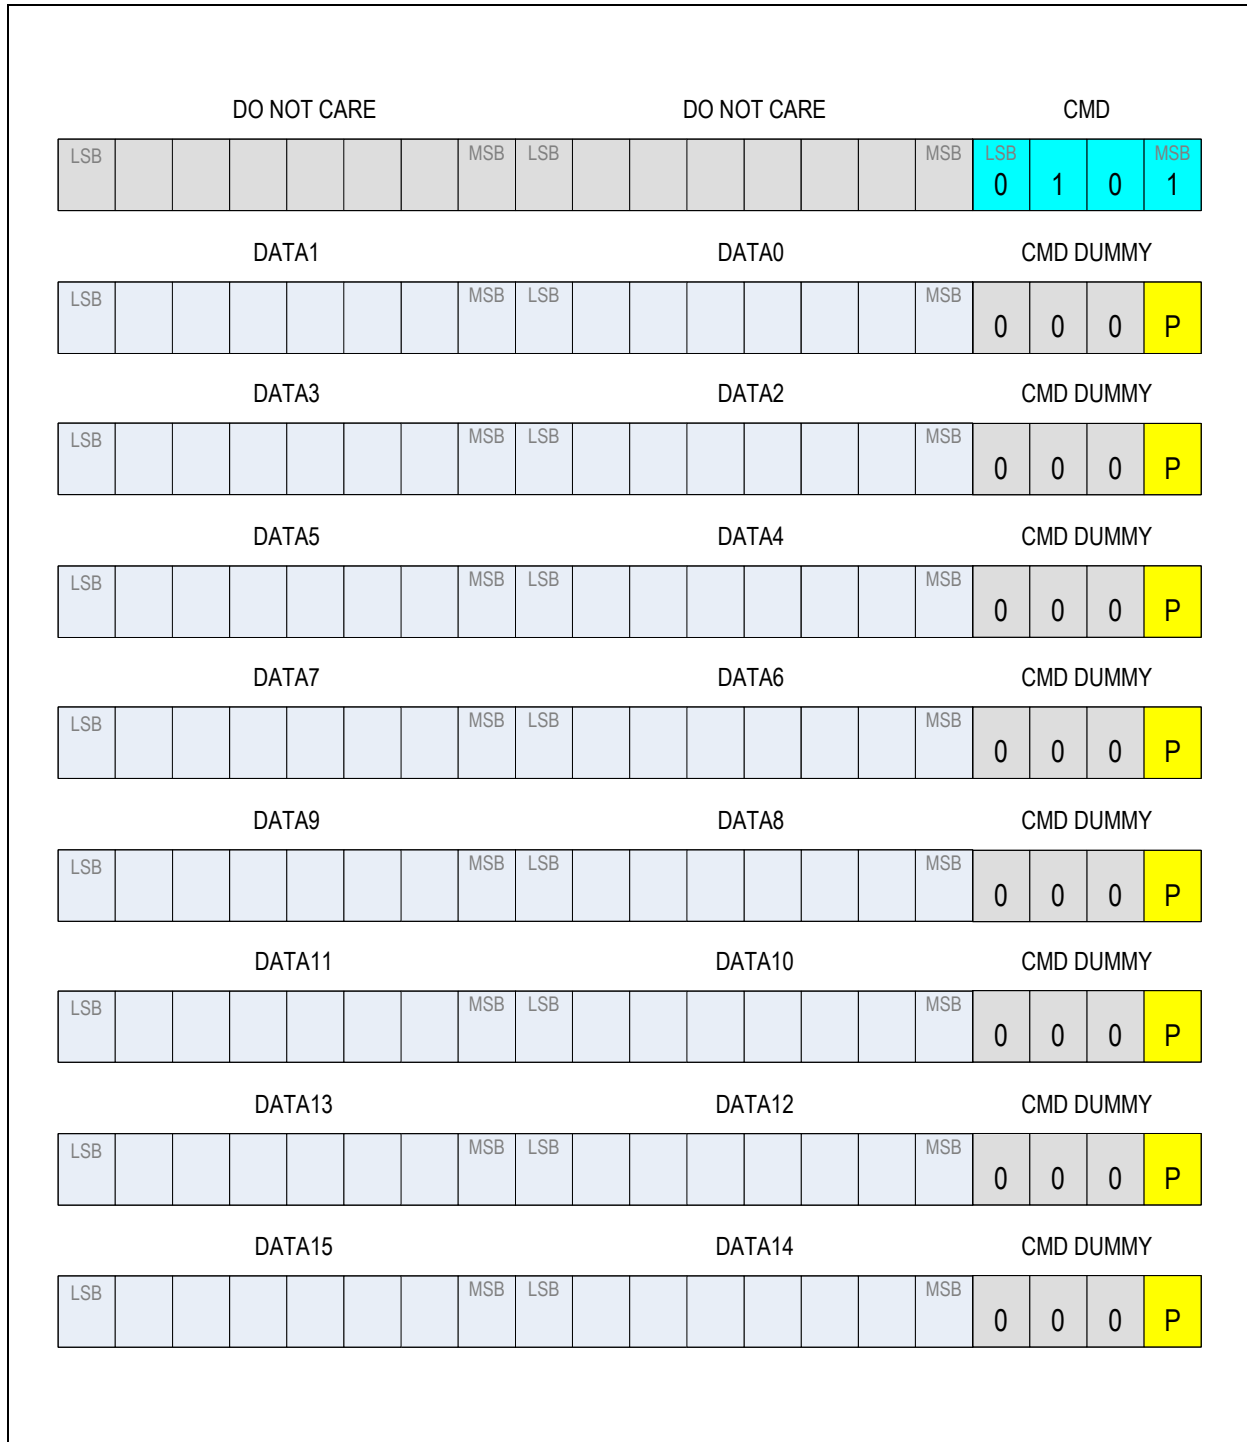 DO NOT CARE DO NOT CARE CMD
LSB MSB LSB MSB LSB MSB
0 1 0 1
DATA1 DATA0 CMD DUMMY
LSB MSB LSB MSB
0 0 0 P
DATA3 DATA2 CMD DUMMY
LSB MSB LSB MSB
0 0 0 P
DATA5 DATA4 CMD DUMMY
LSB MSB LSB MSB
0 0 0 P
DATA7 DATA6 CMD DUMMY
LSB MSB LSB MSB
0 0 0 P
DATA9 DATA8 CMD DUMMY
LSB MSB LSB MSB
0 0 0 P
DATA11 DATA10 CMD DUMMY
LSB MSB LSB MSB
0 0 0 P
DATA13 DATA12 CMD DUMMY
LSB MSB LSB MSB
0 0 0 P
DATA15 DATA14 CMD DUMMY
LSB MSB LSB MSB
0 0 0 P